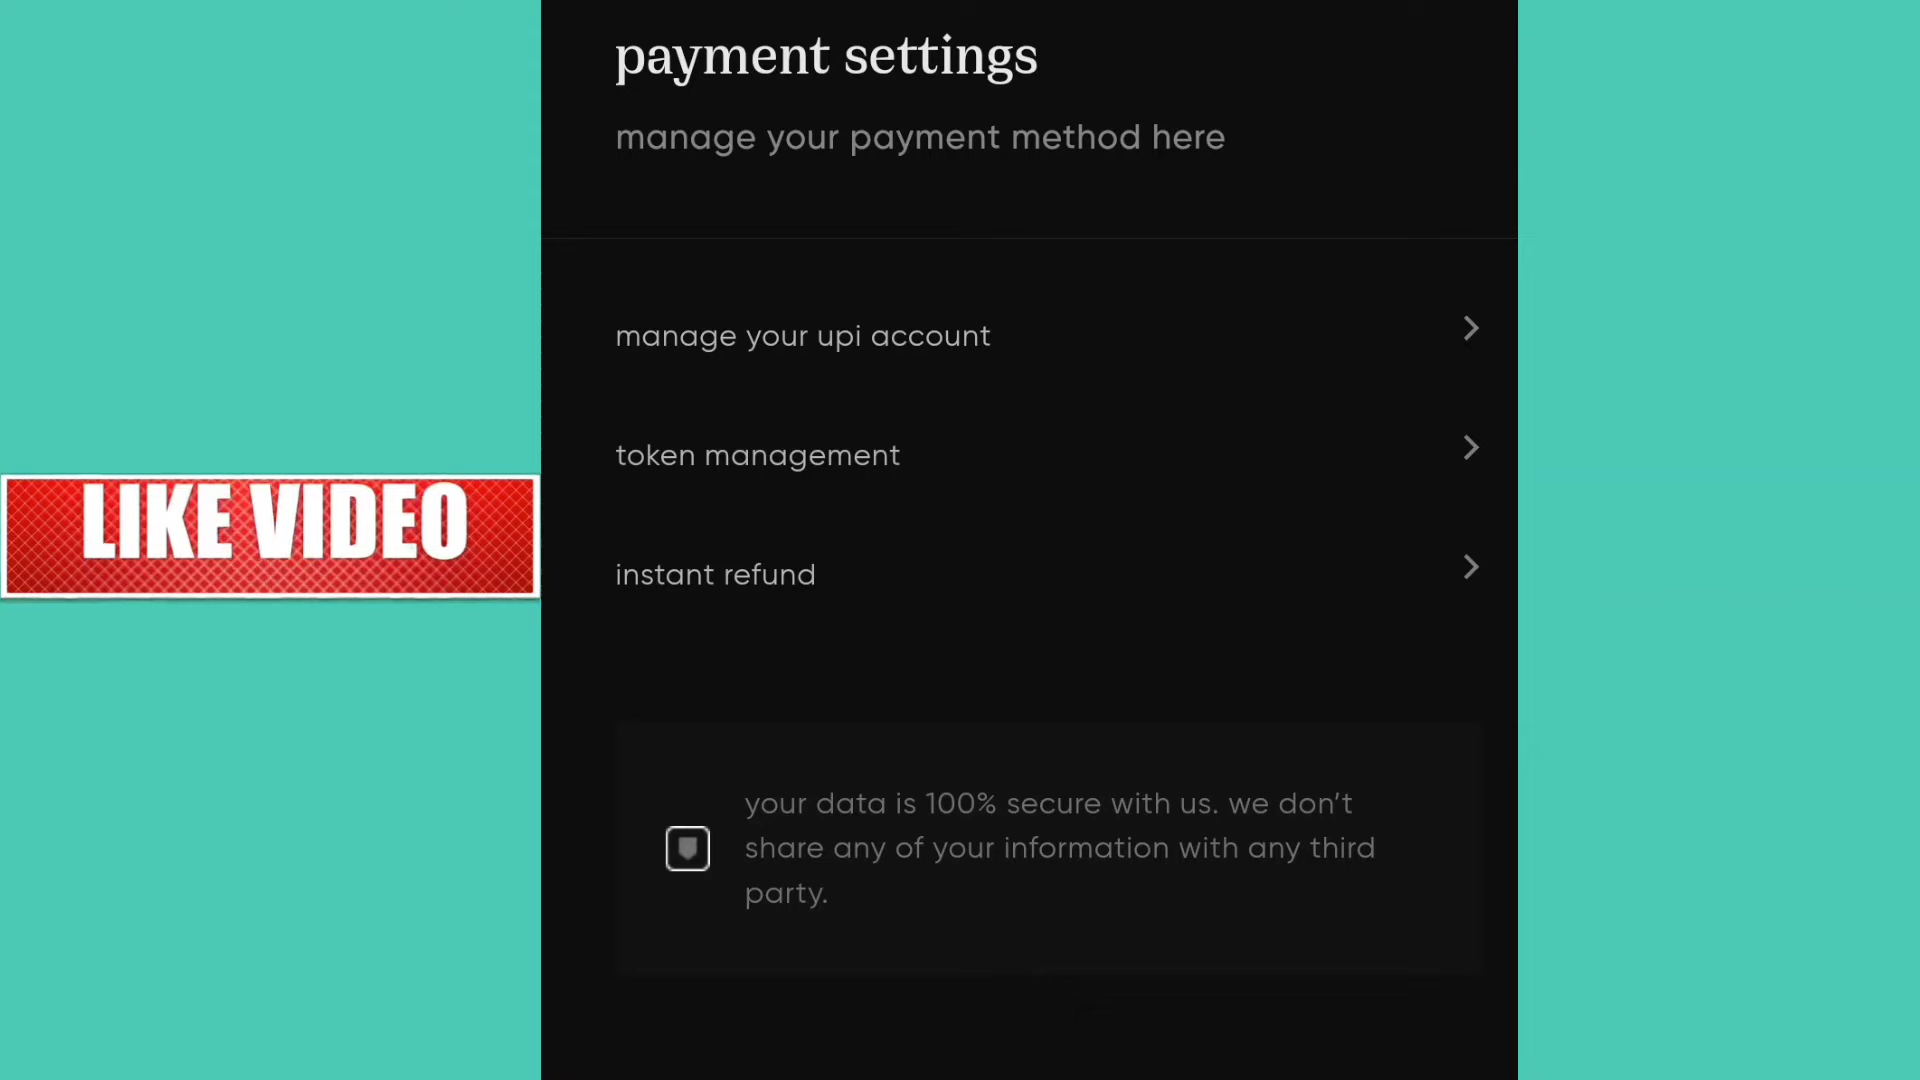 payment settings
manage your payment method here
manage your upi account
token management
instant refund
LIKE VIDEO
your data is 100% secure with us. we don’t
share any of your information with any third
party.